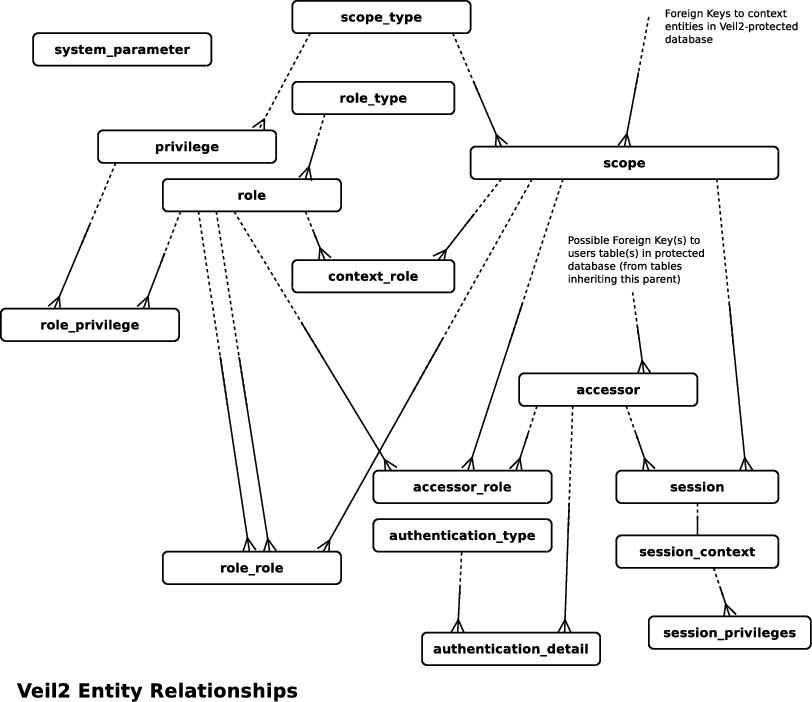 scope_type
Foreign Keys to context
entities in Veil2-protected
database
system_parameter
role_type
privilege
scope
role
Possible Foreign Key(s) to
users table(s) in protected
database (from tables
inheriting this parent)
context_role
role_privilege
accessor
accessor_role
session
authentication_type
session_context
role_role
session_privileges
authentication_detail
Veil2 Entity Relationships